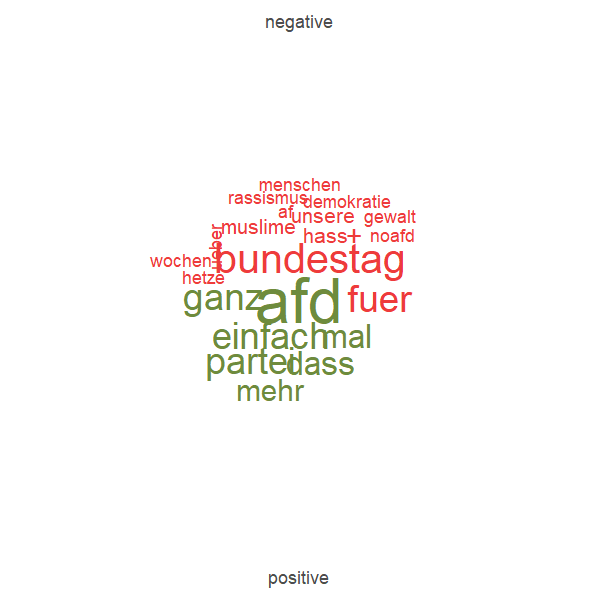 negative
menschen
rassismus
demokratie
af
unsere
gewalt
muslime
hass
+
noafd
ueber
wochen
bundestag
hetze
ganz
afd
fuer
einfach
mal
partei
dass
mehr
positive